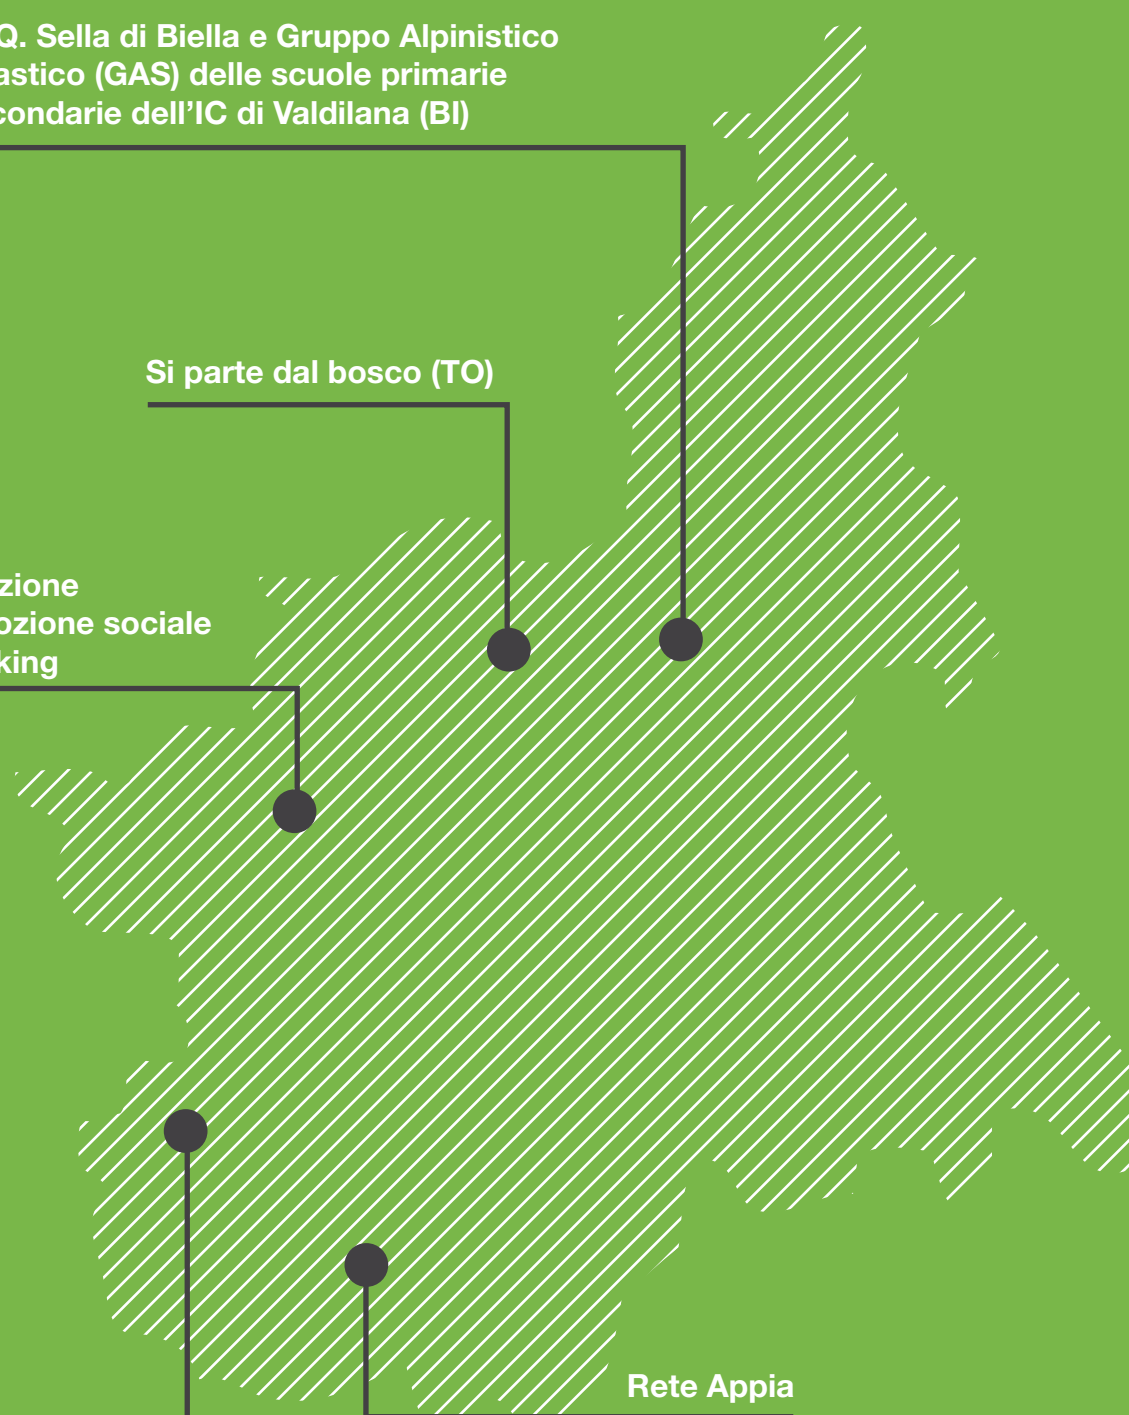 Q. Sella di Biella e Gruppo Alpinistico
astico (GAS) delle scuole primarie
condarie dell’IC di Valdilana (BI)
Si parte dal bosco (TO)
zione
ozione sociale
king
Rete Appia